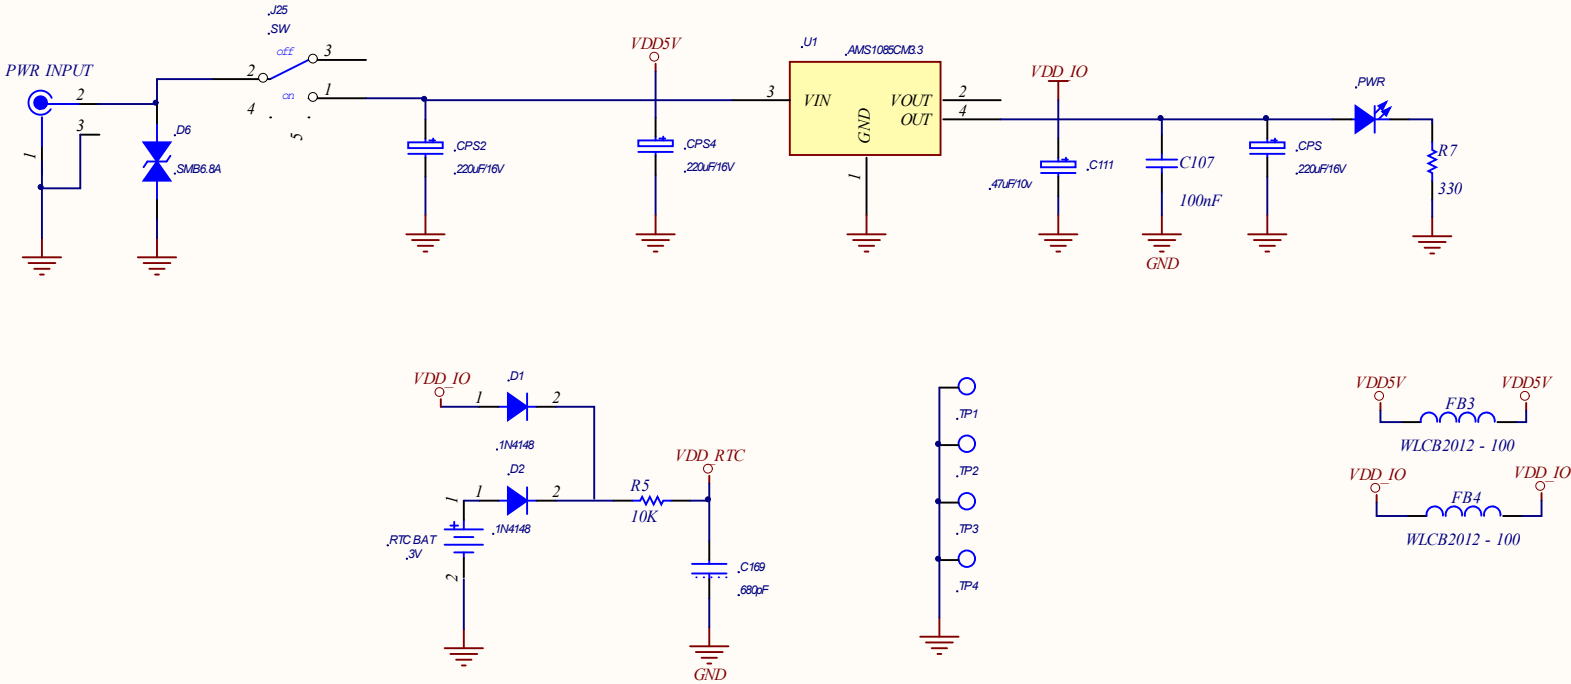 .J25
.SW
off
3
2
on
1
4
5
PWR INPUT
2
3
1
.D6
.SMB6.8A
.CPS2
.220uF/16V
VDD5V
.CPS4
.220uF/16V
.U1
.AMS1085CM3.3
3
VIN
VOUT
OUT
GND
2
4
1
VDD_IO
.C111
.47uF/10v
C107
100nF
GND
.CPS
.220uF/16V
.PWR
R7
330
VDD_IO
1
.D1
2
.1N4148
1
1
.D2
2
.1N4148
.RTC BAT
.3V
2
R5
10K
VDD_RTC
.C169
.680pF
GND
.TP1
.TP2
.TP3
.TP4
VDD5V
VDD5V
FB3
WLCB2012 - 100
VDD_IO
VDD_IO
FB4
WLCB2012 - 100